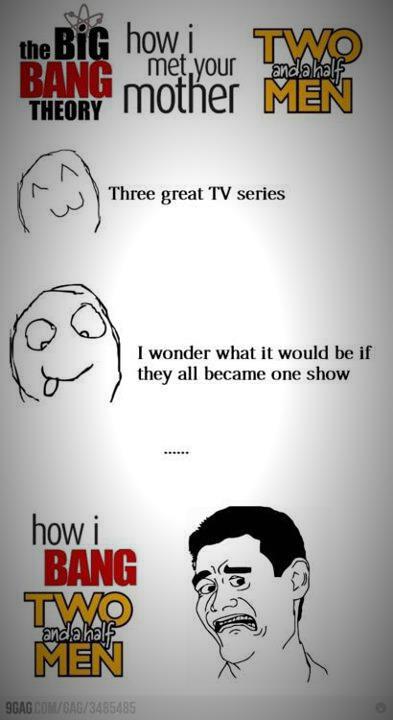 the BIG
BANG
THEORY
how i
met your
mother
TWO
and a half
MEN
Three great TV series
I wonder what it would be if
they all became one show
......
how i
BANG
TWO
and a half
MEN
9GAG.COM/GAG/3485485